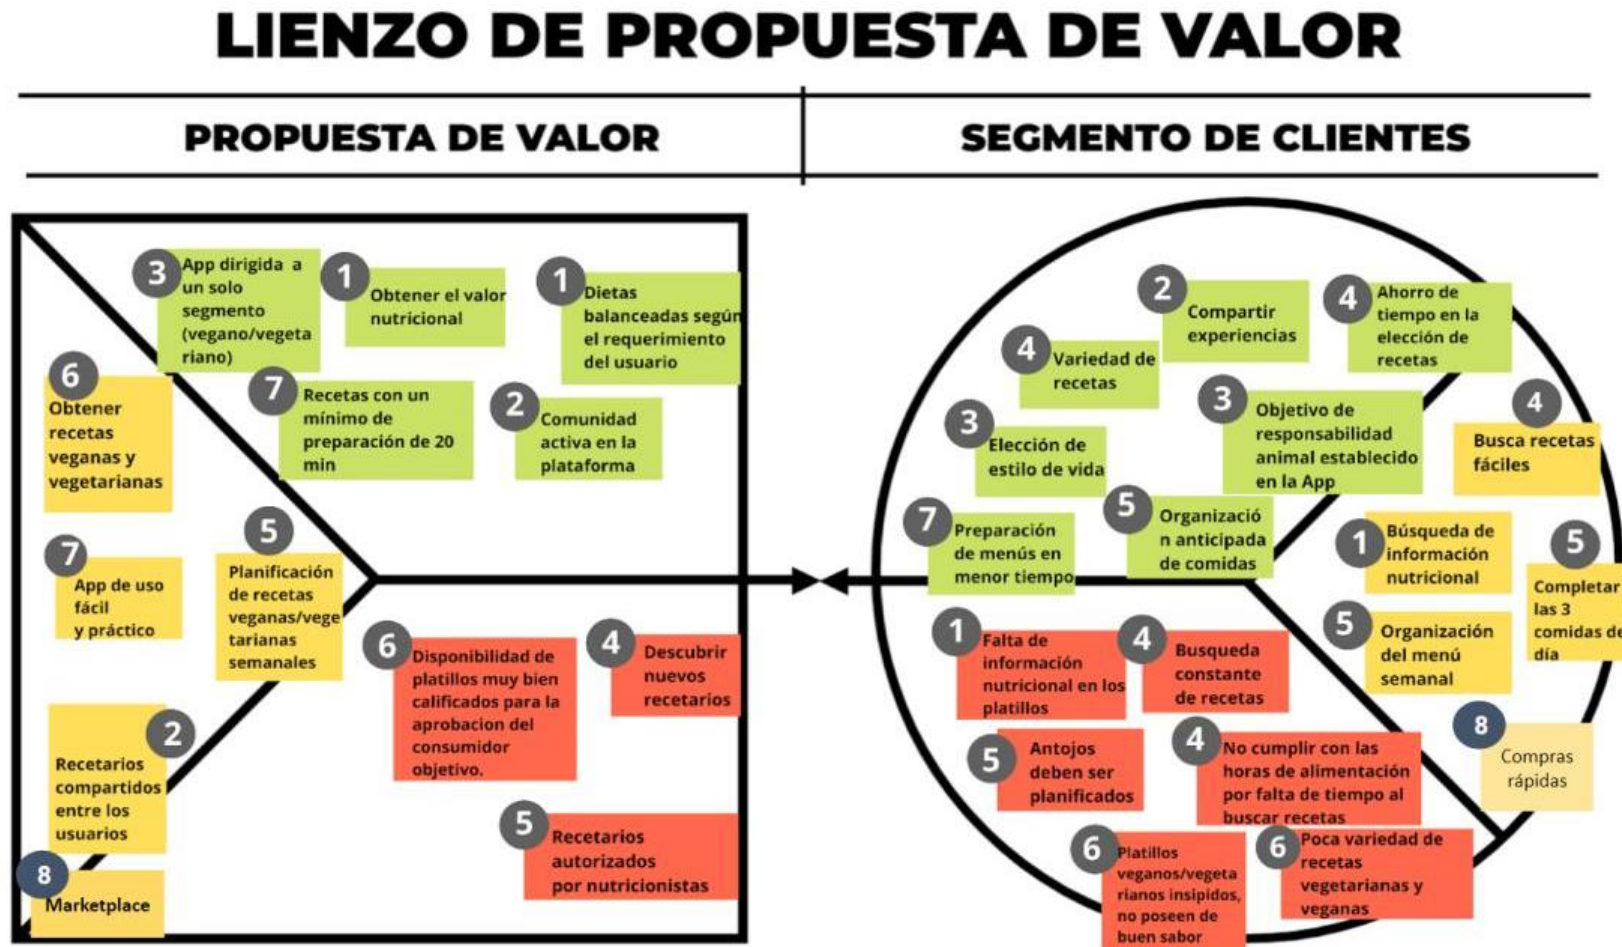 LIENZO DE PROPUESTA DE VALOR
PROPUESTA DE VALOR
SEGMENTO DE CLIENTES
3
App dirigida a
un solo
segmento
(vegano/vegeta
riano)
1
Obtener el valor
nutricional
1
Dietas
balanceadas según
el requerimiento
del usuario
6
Obtener
recetas
veganas y
vegetarianas
7
Recetas con un
mínimo de
preparación de 20
min
2
Comunidad
activa en la
plataforma
7
App de uso
fácil
y práctico
5
Planificación
de recetas
veganas/vege
tarianas
semanales
6
Disponibilidad de
platillos muy bien
calificados para la
aprobacion del
consumidor
objetivo.
4
Descubrir
nuevos
recetarios
2
Recetarios
compartidos
entre los
usuarios
5
Recetarios
autorizados
por nutricionistas
8
Marketplace
2
Compartir
experiencias
4
Ahorro de
tiempo en la
elección de
recetas
4
Variedad de
recetas
3
Elección de
estilo de vida
3
Objetivo de
responsabilidad
animal establecido
en la App
4
Busca recetas
fáciles
7
Preparación
de menús en
menor tiempo
5
Organizació
n anticipada
de comidas
1
Búsqueda de
información
nutricional
5
Completar
las 3
comidas de
día
5
Organización
del menú
semanal
1
Falta de
información
nutricional en los
platillos
4
Busqueda
constante
de recetas
5
Antojos
deben ser
planificados
4
No cumplir con las
horas de alimentación
por falta de tiempo al
buscar recetas
8
Compras
rápidas
6
Platillos
veganos/vegeta
rianos insipidos,
no poseen de
buen sabor
6
Poca variedad de
recetas
vegetarianas y
veganas